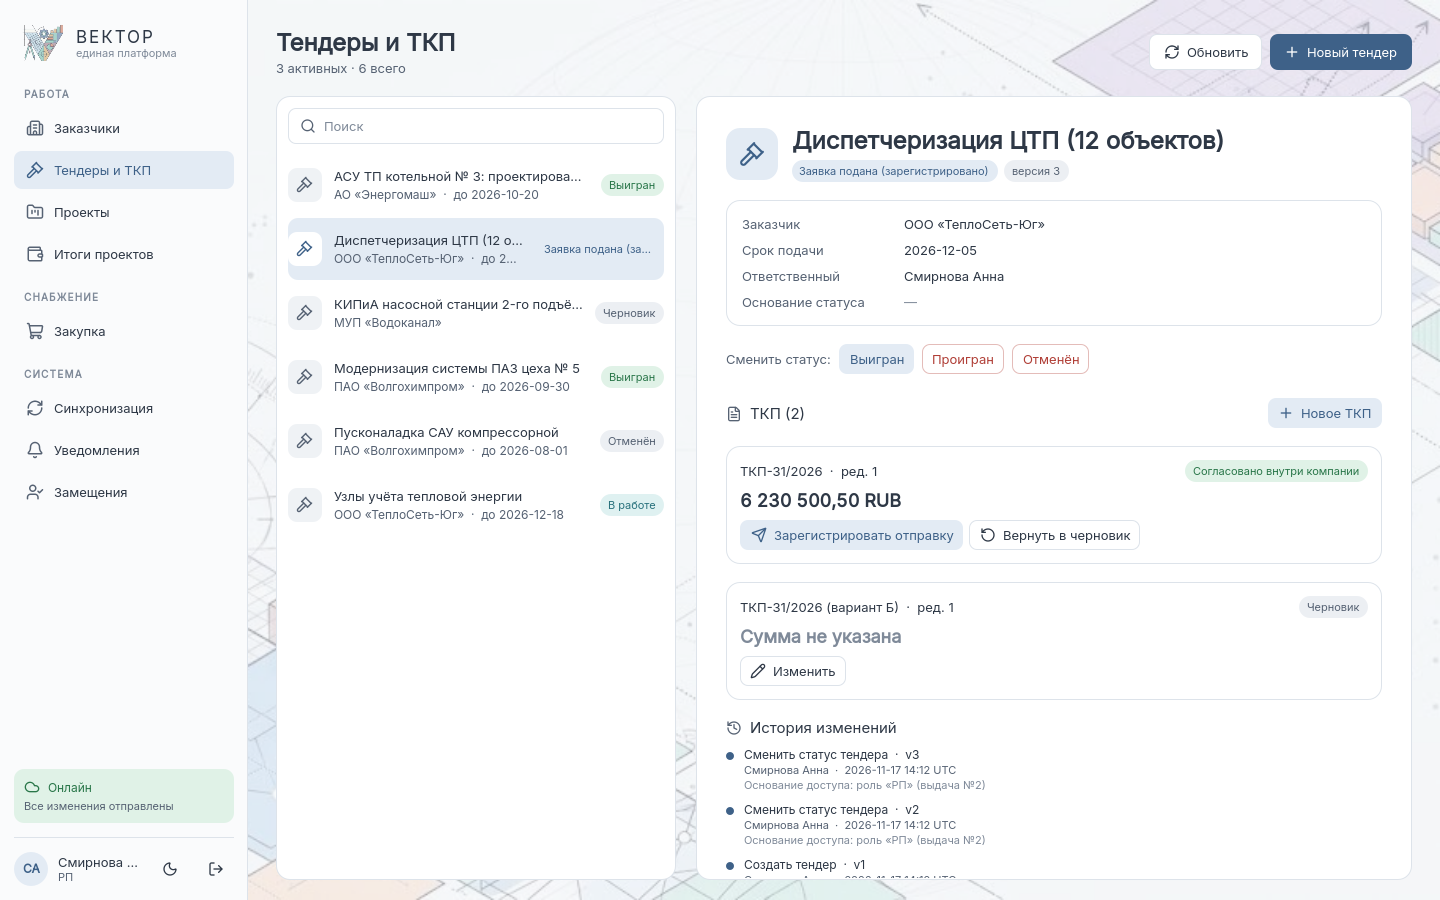 ВЕКТОР
единая платформа
РАБОТА
Заказчики
Тендеры и ТКП
Проекты
Итоги проектов
СНАБЖЕНИЕ
Закупка
СИСТЕМА
Синхронизация
Уведомления
Замещения
Онлайн
Все изменения отправлены
СА
Смирнова ...
РП
Тендеры и ТКП
3 активных · 6 всего
Обновить
Новый тендер
Поиск
АСУ ТП котельной № 3: проектирова...
АО «Энергомаш» · до 2026-10-20
Выигран
Диспетчеризация ЦТП (12 о...
ООО «ТеплоСеть-Юг» · до 2...
Заявка подана (за...
КИПиА насосной станции 2-го подъё...
МУП «Водоканал»
Черновик
Модернизация системы ПАЗ цеха № 5
ПАО «Волгохимпром» · до 2026-09-30
Выигран
Пусконаладка САУ компрессорной
ПАО «Волгохимпром» · до 2026-08-01
Отменён
Узлы учёта тепловой энергии
ООО «ТеплоСеть-Юг» · до 2026-12-18
В работе
Диспетчеризация ЦТП (12 объектов)
Заявка подана (зарегистрировано)
версия 3
Заказчик ООО «ТеплоСеть-Юг»
Срок подачи 2026-12-05
Ответственный Смирнова Анна
Основание статуса —
Сменить статус: Выигран Проигран Отменён
ТКП (2)
Новое ТКП
ТКП-31/2026 · ред. 1
Согласовано внутри компании
6 230 500,50 RUB
Зарегистрировать отправку
Вернуть в черновик
ТКП-31/2026 (вариант Б) · ред. 1
Черновик
Сумма не указана
Изменить
История изменений
Сменить статус тендера · v3
Смирнова Анна · 2026-11-17 14:12 UTC
Основание доступа: роль «РП» (выдача №2)
Сменить статус тендера · v2
Смирнова Анна · 2026-11-17 14:12 UTC
Основание доступа: роль «РП» (выдача №2)
Создать тендер · v1